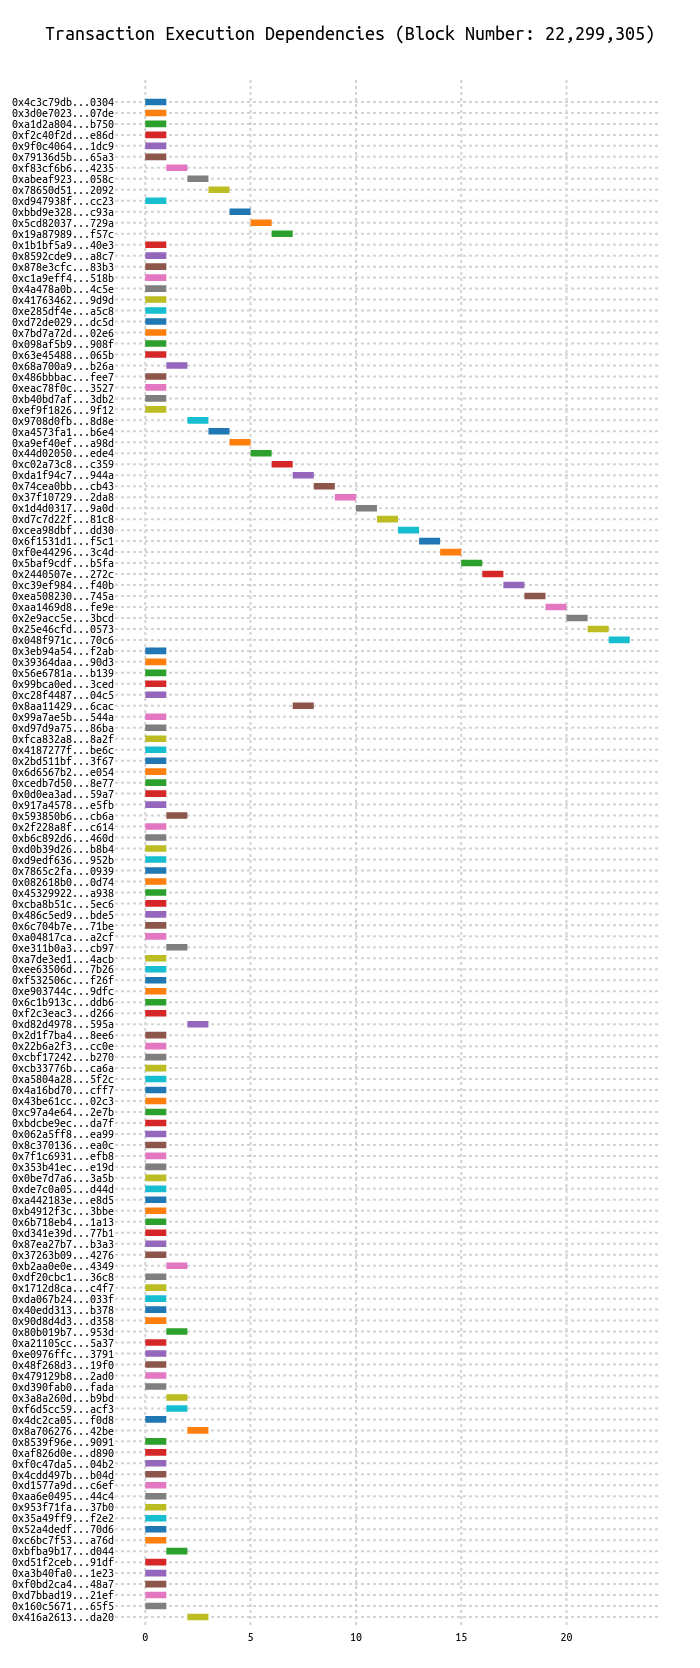 Transaction Execution Dependencies (Block Number: 22,299,305)
0x4c3c79db...0304
0x3d0e7023...07de
0xa1d2a804...b750
0xf2c40f2d...e86d
0x9f0c4064...1dc9
0x79136d5b...65a3
0xf83cf6b6...4235
0xabeaf923...058c
0x78650d51...2092
0xd947938f...cc23
0xbbd9e328...c93a
0x5cd82037...729a
0x19a87989...f57c
0x1b1bf5a9...40e3
0x8592cde9...a8c7
0x878e3cfc...83b3
0xc1a9eff4...518b
0x4a478a0b...4c5e
0x41763462...9d9d
0xe285df4e...a5c8
0xd72de029...dc5d
0x7bd7a72d...02e6
0x098af5b9...908f
0x63e45488...065b
0x68a700a9...b26a
0x486bbbac...fee7
0xeac78f0c...3527
0xb40bd7af...3db2
0xef9f1826...9f12
0x9708d0fb...8d8e
0xa4573fa1...b6e4
0xa9ef40ef...a98d
0x44d02050...ede4
0xc02a73c8...c359
0xda1f94c7...944a
0x74cea0bb...cb43
0x37f10729...2da8
0x1d4d0317...9a0d
0xd7c7d22f...81c8
0xcea98dbf...dd30
0x6f1531d1...f5c1
0xf0e44296...3c4d
0x5baf9cdf...b5fa
0x2440507e...272c
0xc39ef984...f40b
0xea508230...745a
0xaa1469d8...fe9e
0x2e9acc5e...3bcd
0x25e46cfd...0573
0x048f971c...70c6
0x3eb94a54...f2ab
0x39364daa...90d3
0x56e6781a...b139
0x99bca0ed...3ced
0xc28f4487...04c5
0x8aa11429...6cac
0x99a7ae5b...544a
0xd97d9a75...86ba
0xfca832a8...8a2f
0x4187277f...be6c
0x2bd511bf...3f67
0x6d6567b2...e054
0xcedb7d50...8e77
0x0d0ea3ad...59a7
0x917a4578...e5fb
0x593850b6...cb6a
0x2f228a8f...c614
0xb6c892d6...460d
0xd0b39d26...b8b4
0xd9edf636...952b
0x7865c2fa...0939
0x082618b0...0d74
0x45329922...a938
0xcba8b51c...5ec6
0x486c5ed9...bde5
0x6c704b7e...71be
0xa04817ca...a2cf
0xe311b0a3...cb97
0xa7de3ed1...4acb
0xee63506d...7b26
0xf532506c...f26f
0xe903744c...9dfc
0x6c1b913c...ddb6
0xf2c3eac3...d266
0xd82d4978...595a
0x2d1f7ba4...8ee6
0x22b6a2f3...cc0e
0xcbf17242...b270
0xcb33776b...ca6a
0xa5804a28...5f2c
0x4a16bd70...cff7
0x43be61cc...02c3
0xc97a4e64...2e7b
0xbdcbe9ec...da7f
0x062a5ff8...ea99
0x8c370136...ea0c
0x7f1c6931...efb8
0x353b41ec...e19d
0x0be7d7a6...3a5b
0xde7c0a05...d44d
0xa442183e...e8d5
0xb4912f3c...3bbe
0x6b718eb4...1a13
0xd341e39d...77b1
0x87ea27b7...b3a3
0x37263b09...4276
0xb2aa0e0e...4349
0xdf20cbc1...36c8
0x1712d8ca...c4f7
0xda067b24...033f
0x40edd313...b378
0x90d8d4d3...d358
0x80b019b7...953d
0xa21105cc...5a37
0xe0976ffc...3791
0x48f268d3...19f0
0x479129b8...2ad0
0xd390fab0...fada
0x3a8a260d...b9bd
0xf6d5cc59...acf3
0x4dc2ca05...f0d8
0x8a706276...42be
0x8539f96e...9091
0xaf826d0e...d890
0xf0c47da5...04b2
0x4cdd497b...b04d
0xd1577a9d...c6ef
0xaa6e0495...44c4
0x953f71fa...37b0
0x35a49ff9...f2e2
0x52a4dedf...70d6
0xc6bc7f53...a76d
0xbfba9b17...d044
0xd51f2ceb...91df
0xa3b40fa0...1e23
0xf0bd2ca4...48a7
0xd7bbad19...21ef
0x160c5671...65f5
0x416a2613...da20
0 5 10 15 20